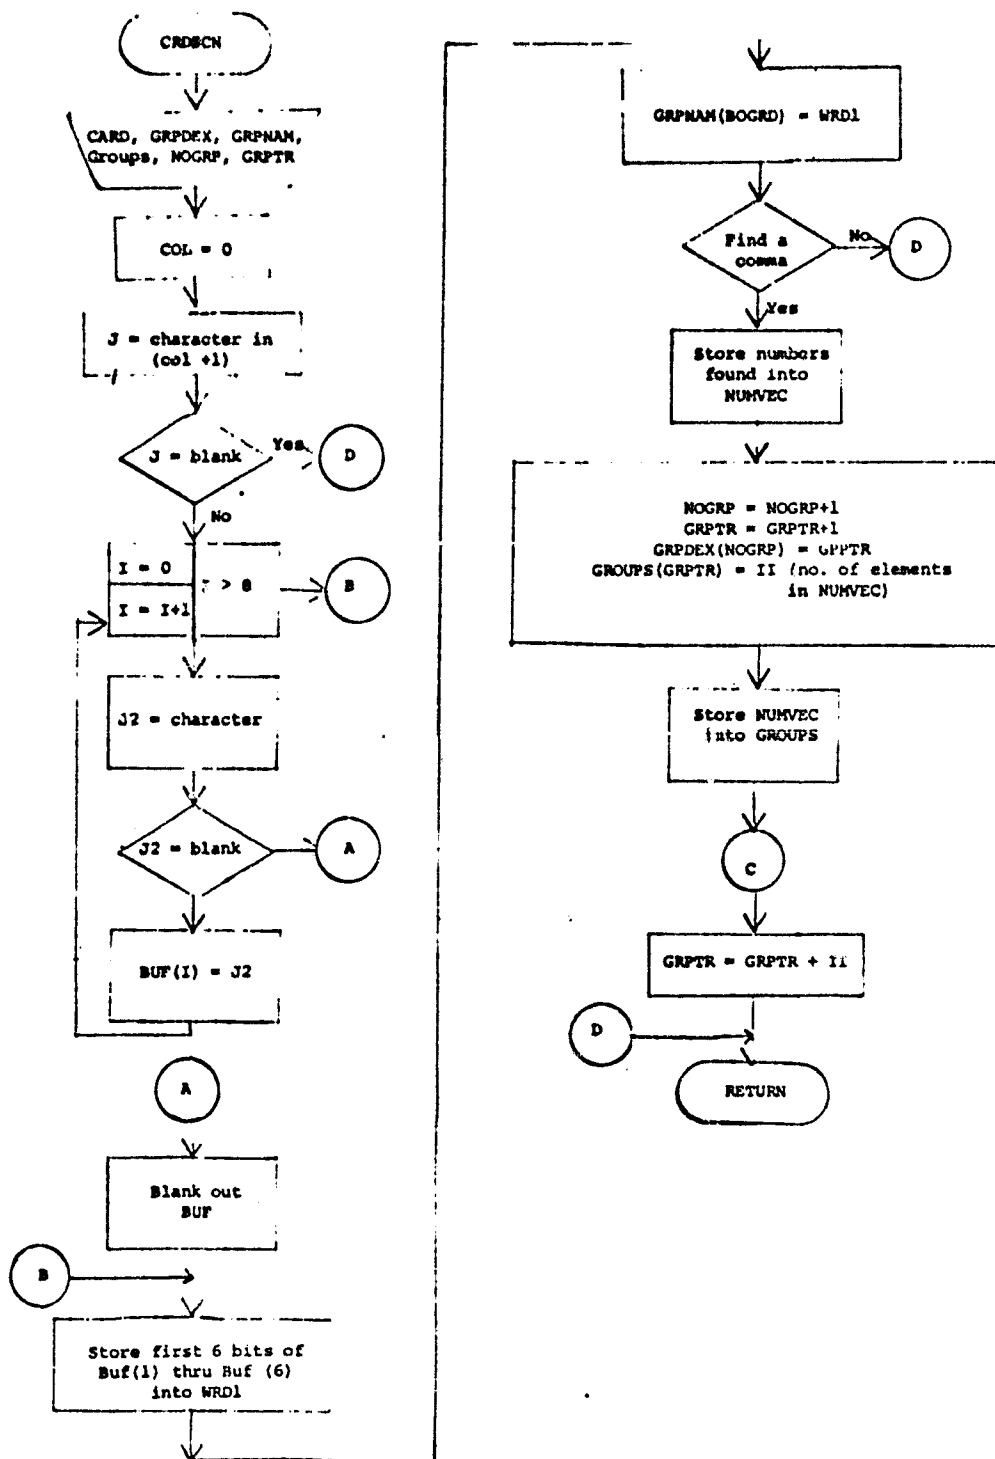 CRDSCN
CARD, GRPDEX, GRPNAM,
Groups, NOGRP, GRPTR
COL = 0
J = character in
(col +1)
J = blank
Yes
D
No
I = 0
> 8
I = I+1
B
J2 = character
J2 = blank
A
BUF(I) = J2
A
Blank out
BUF
B
Store first 6 bits of
Buf(1) thru Buf (6)
into WRD1
GRPNAM(BOGRD) = WRD1
Find a
comma
No
D
Yes
Store numbers
found into
NUMVEC
NOGRP = NOGRP+1
GRPTR = GRPTR+1
GRPDEX(NOGRP) = GPPTR
GROUPS(GRPTR) = II (no. of elements
in NUMVEC)
Store NUMVEC
into GROUPS
C
GRPTR = GRPTR + II
D
RETURN